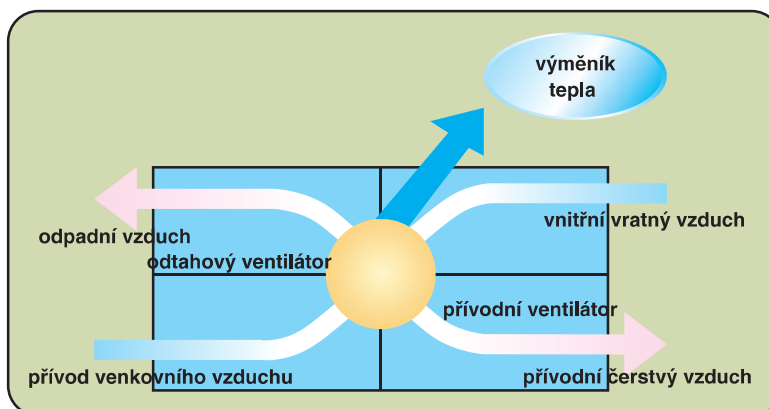 výměník
tepla
vnitřní vratný vzduch
odpadní vzduch
odtahový ventilátor
přívodní ventilátor
přívod venkovního vzduchu
přívodní čerstvý vzduch